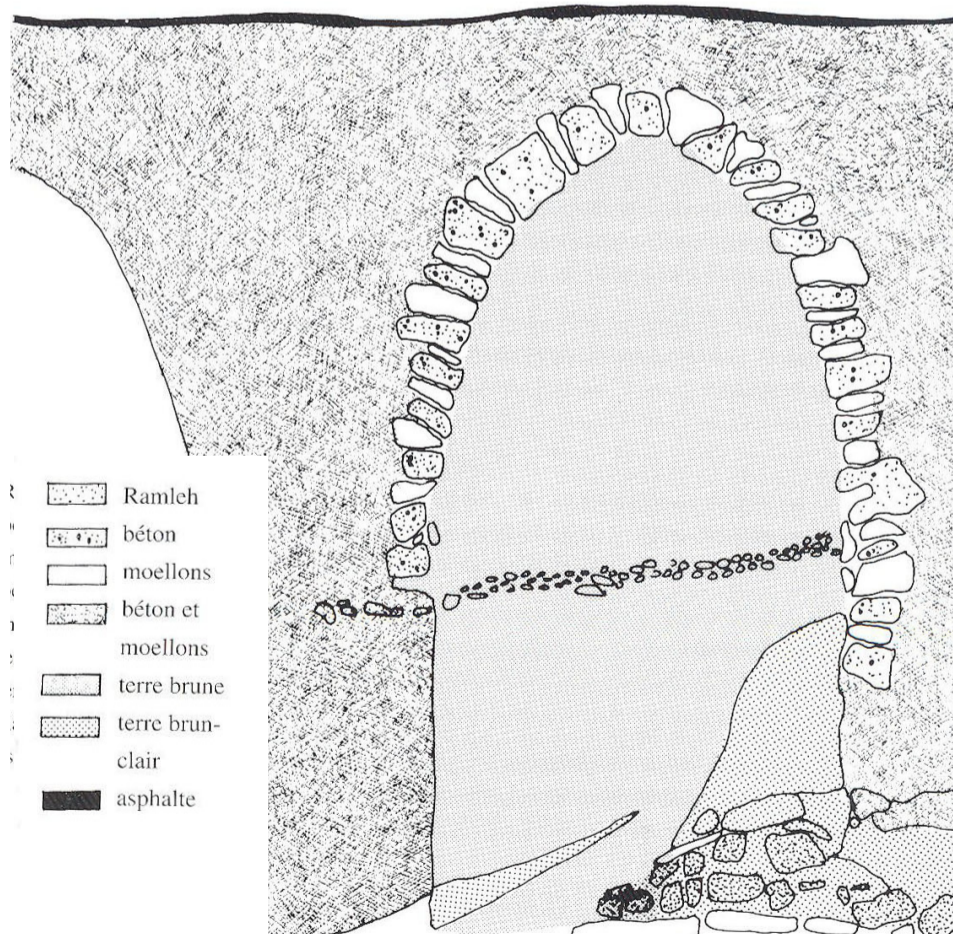 Ramleh
béton
moellons
béton et
moellons
terre brune
terre brun-
clair
asphalte